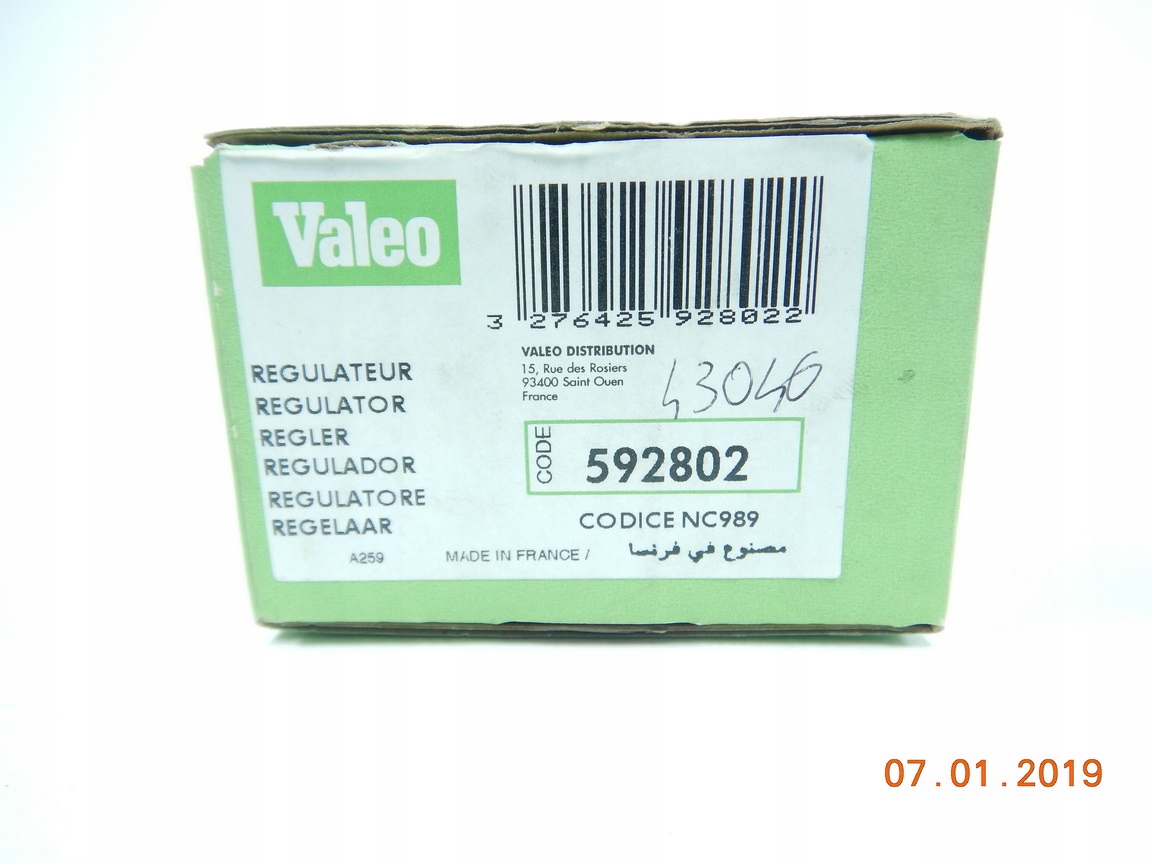 Valeo
3 276425 928022
VALEO DISTRIBUTION
15, Rue des Rosiers
93400 Saint Ouen
France
43046
REGULATEUR
REGULATOR
REGLER
REGULADOR
REGULATORE
REGELAAR
CODE
592802
CODICE NC989
A259
MADE IN FRANCE / مصنوع في فرنسا
07.01.2019